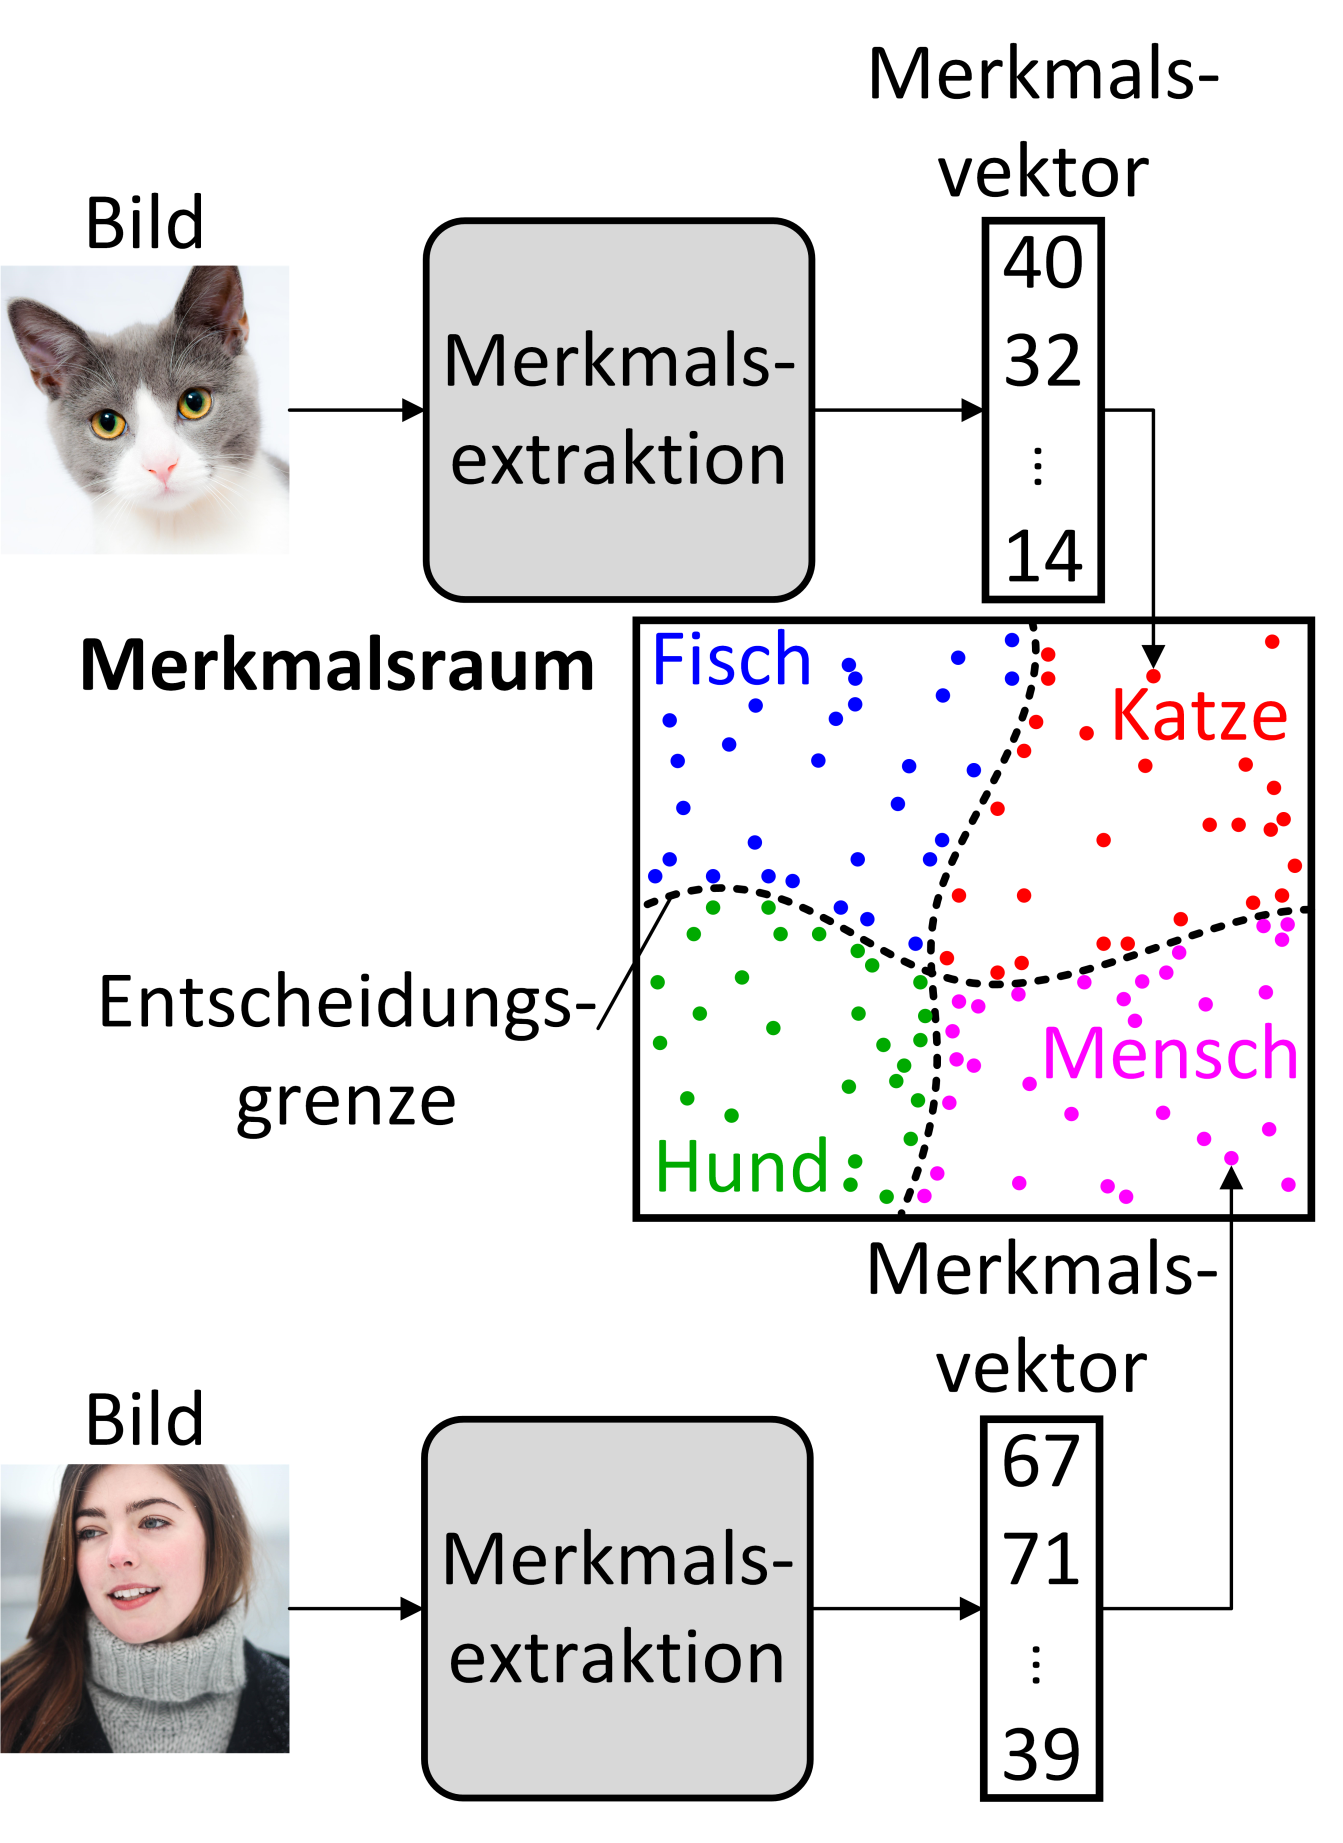 Merkmals-
vektor
Bild
40
32
⋮
14
Merkmals-
extraktion
Merkmalsraum
Fisch
Katze
Entscheidungs-
grenze
Mensch
Hund
Merkmals-
vektor
Bild
67
71
⋮
39
Merkmals-
extraktion